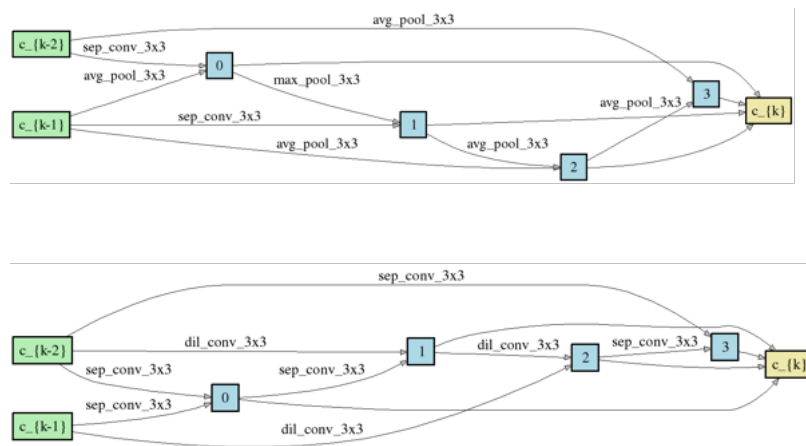 avg_pool_3x3
c_{k-2}
sep_conv_3x3
0
avg_pool_3x3
max_pool_3x3
3
avg_pool_3x3
c_{k}
c_{k-1}
sep_conv_3x3
1
avg_pool_3x3
avg_pool_3x3
2
sep_conv_3x3
c_{k-2}
dil_conv_3x3
1
dil_conv_3x3
sep_conv_3x3
3
2
c_{k}
sep_conv_3x3
sep_conv_3x3
0
sep_conv_3x3
c_{k-1}
dil_conv_3x3